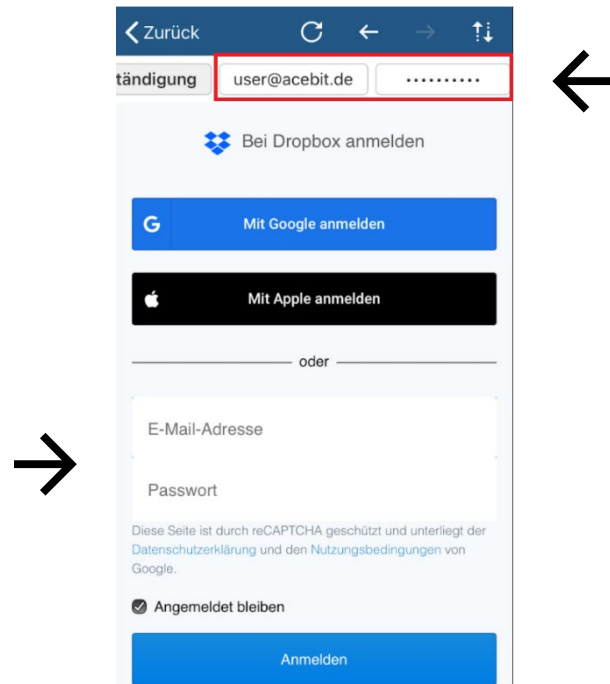 Zurück
tändigung user@acebit.de ··········
Bei Dropbox anmelden
G Mit Google anmelden
Mit Apple anmelden
oder
E-Mail-Adresse
Passwort
Diese Seite ist durch reCAPTCHA geschützt und unterliegt der
Datenschutzerklärung und den Nutzungsbedingungen von
Google.
Angemeldet bleiben
Anmelden